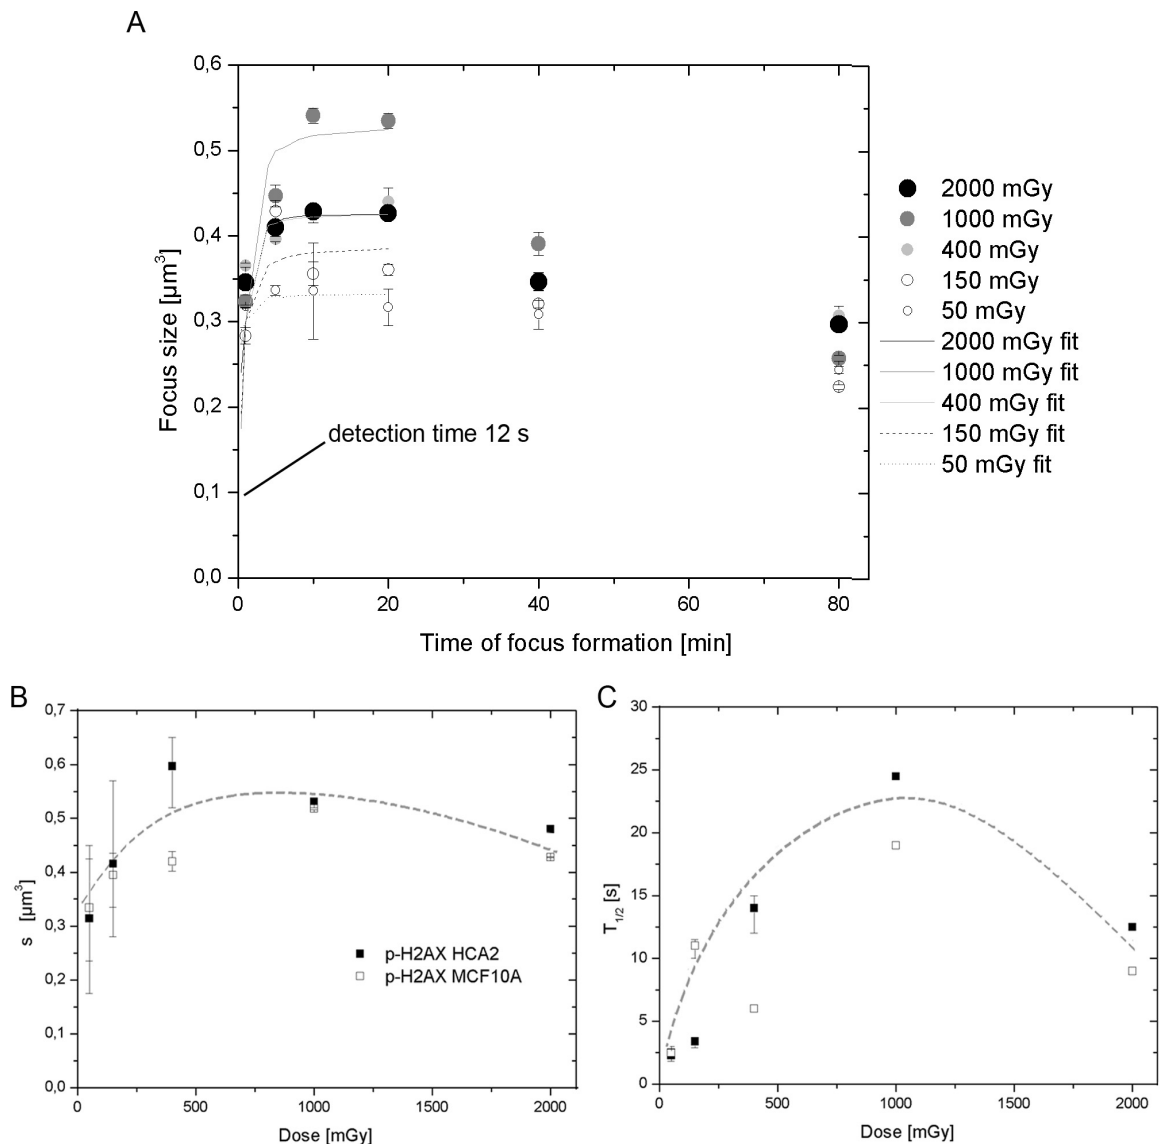 A
0,6
0,5
0,4
0,3
0,2
0,1
0,0
Focus size [µm³]
detection time 12 s
0 20 40 60 80
Time of focus formation [min]
2000 mGy
1000 mGy
400 mGy
150 mGy
50 mGy
2000 mGy fit
1000 mGy fit
400 mGy fit
150 mGy fit
50 mGy fit
B
0,7
0,6
0,5
0,4
0,3
0,2
0,1
0,0
s [µm³]
p-H2AX HCA2
p-H2AX MCF10A
0 500 1000 1500 2000
Dose [mGy]
C
30
25
20
15
10
5
0
T1/2 [s]
0 500 1000 1500 2000
Dose [mGy]